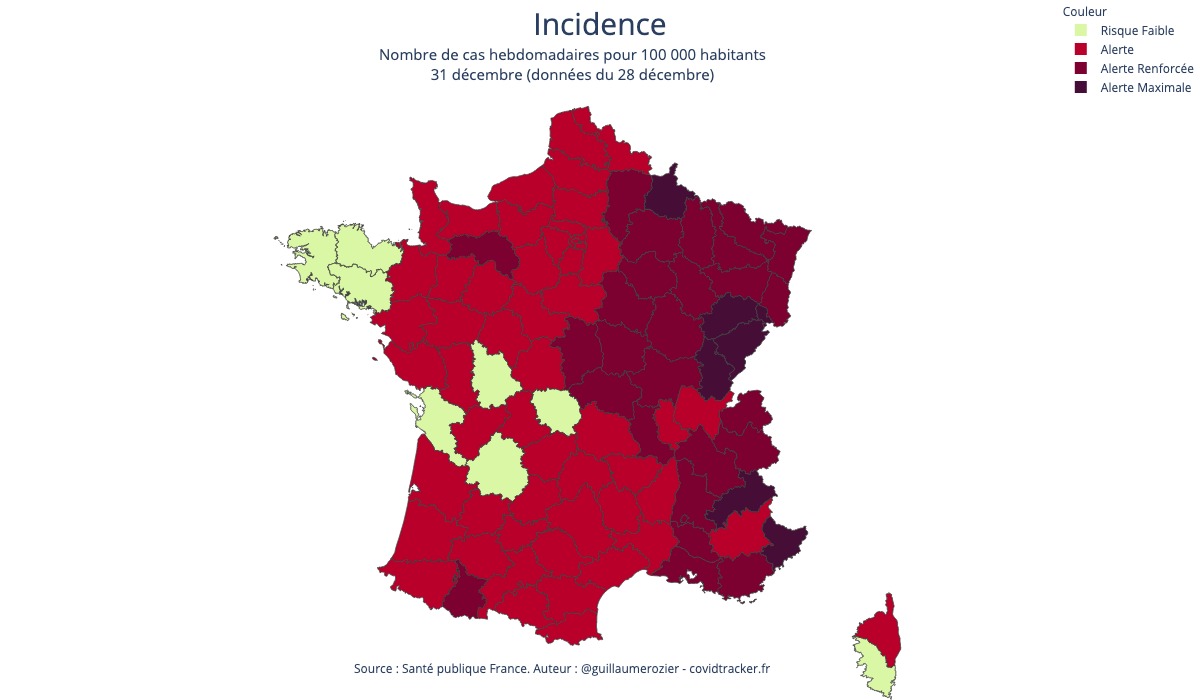 Incidence
Nombre de cas hebdomadaires pour 100 000 habitants
31 décembre (données du 28 décembre)
Couleur
Risque Faible
Alerte
Alerte Renforcée
Alerte Maximale
Source : Santé publique France. Auteur : @guillaumerozier - covidtracker.fr